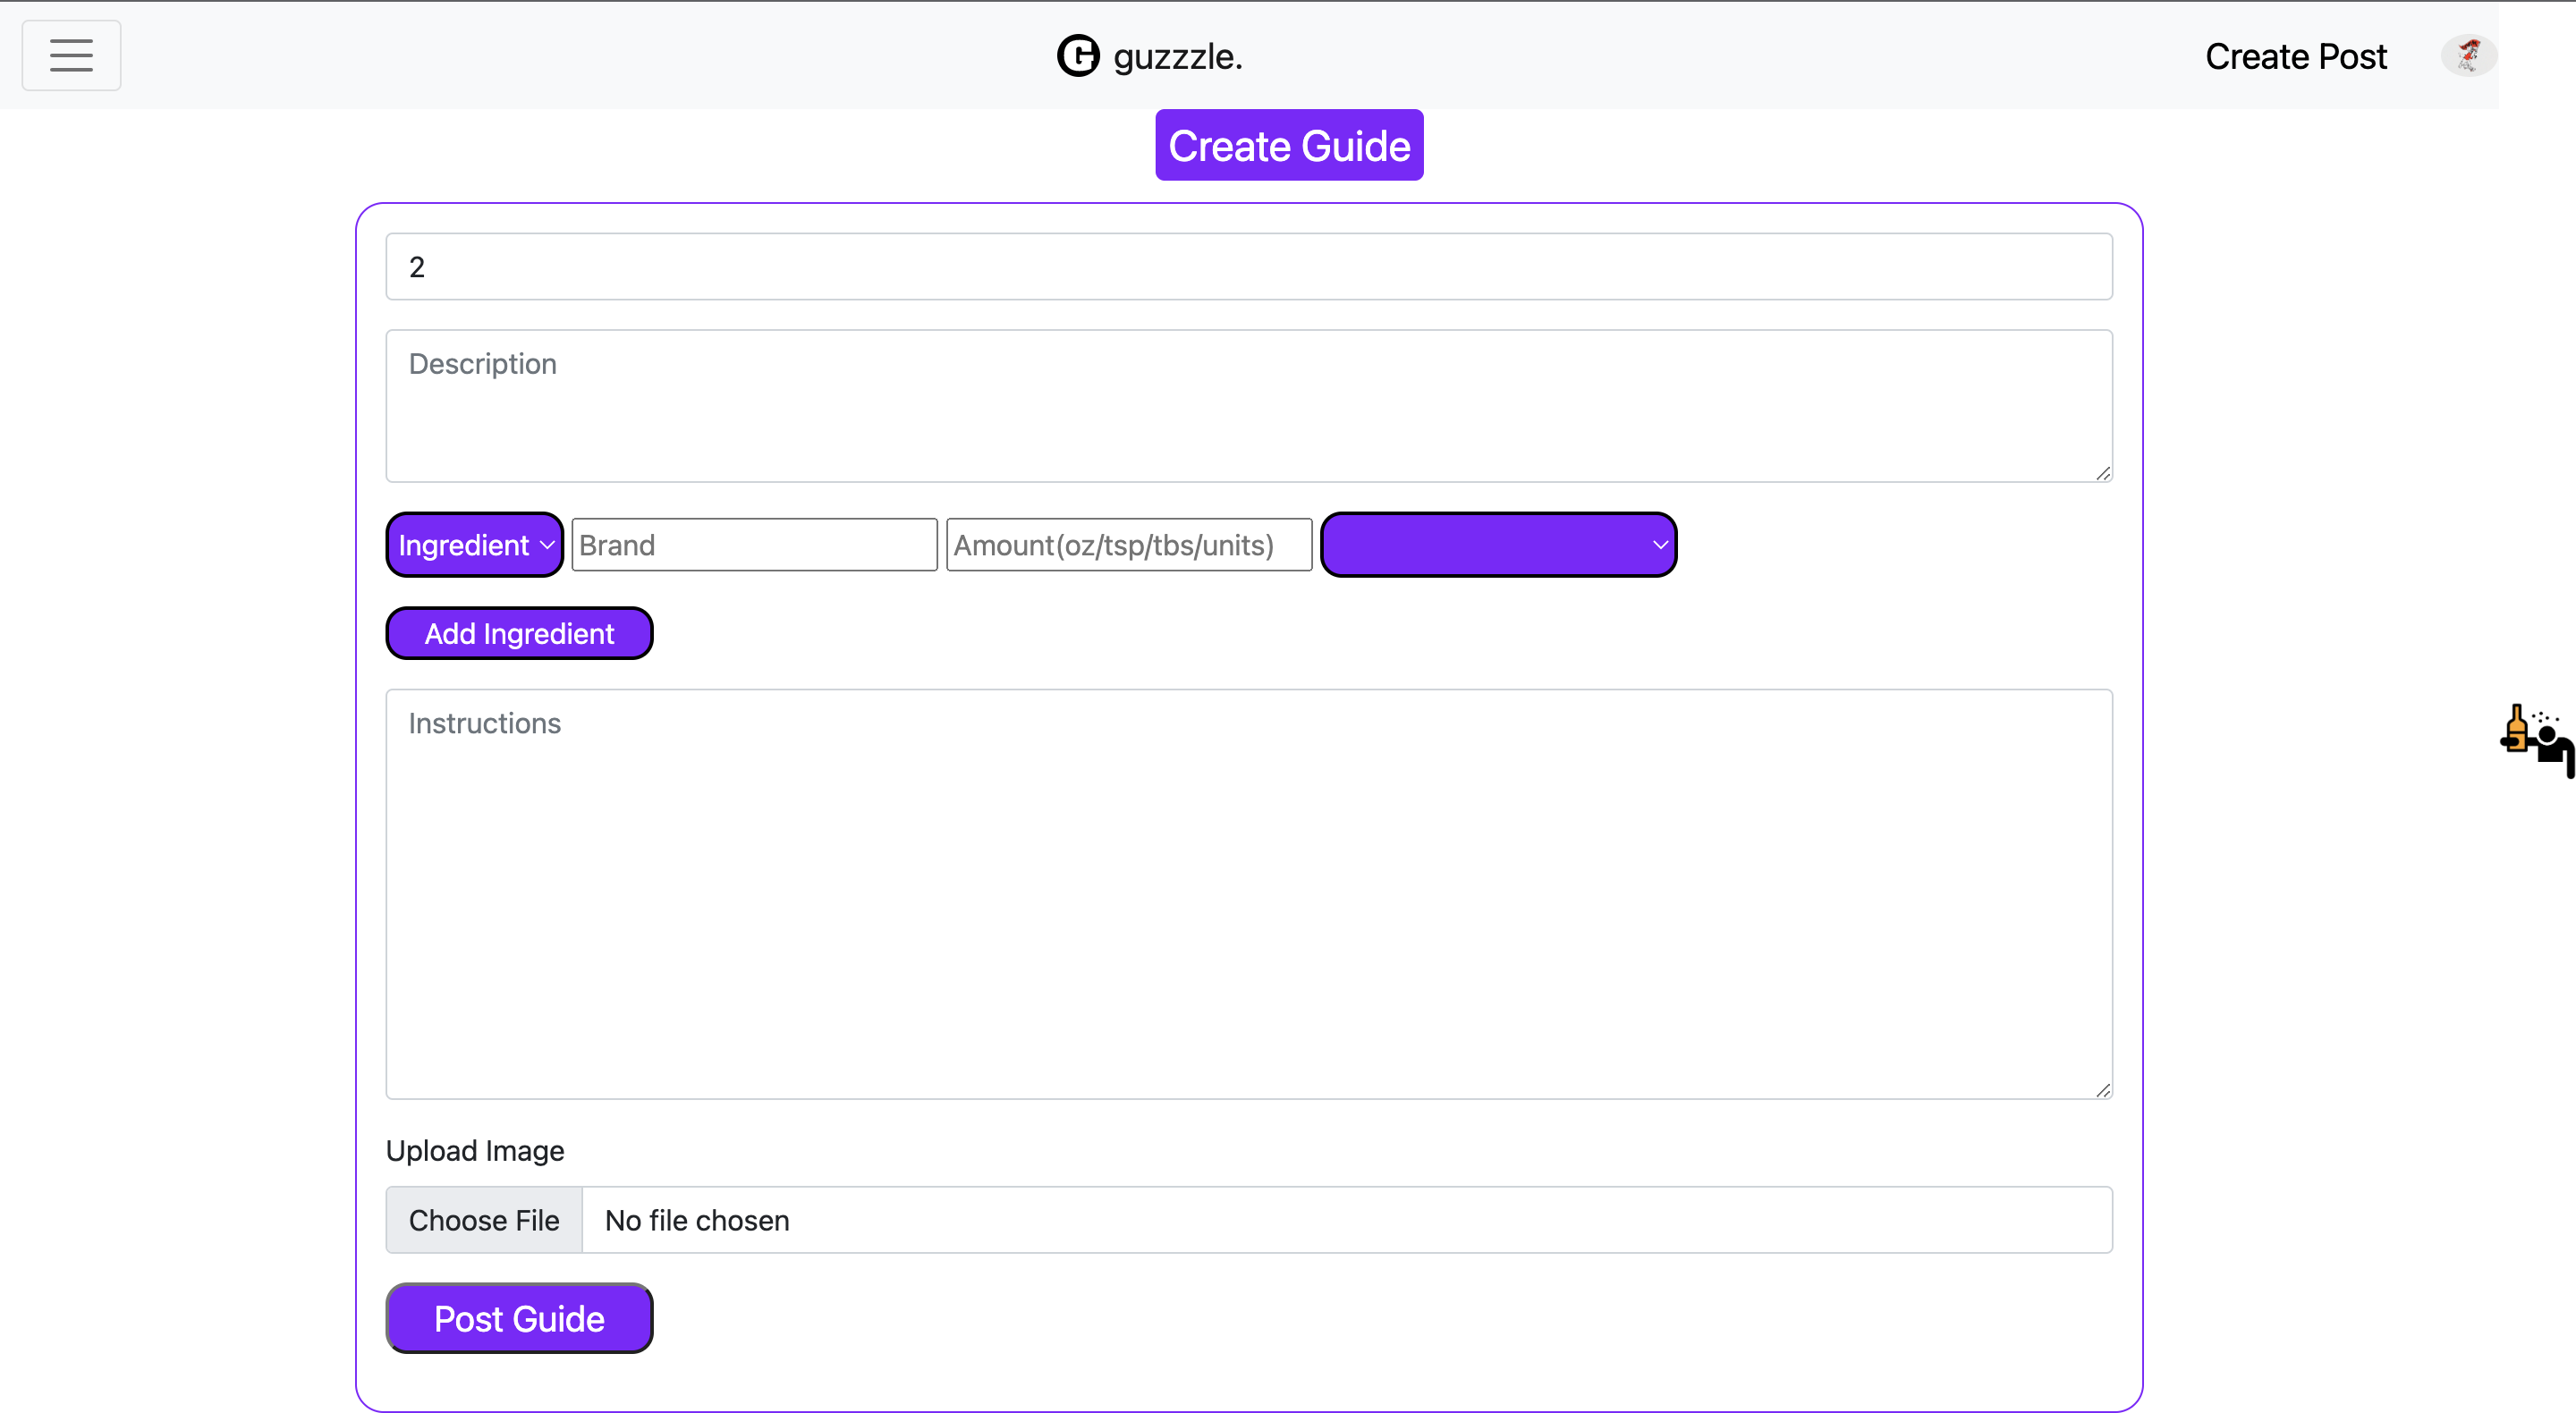 guzzzle.
Create Post
Create Guide
2
Description
Ingredient
Brand
Amount(oz/tsp/tbs/units)
Add Ingredient
Instructions
Upload Image
Choose File
No file chosen
Post Guide